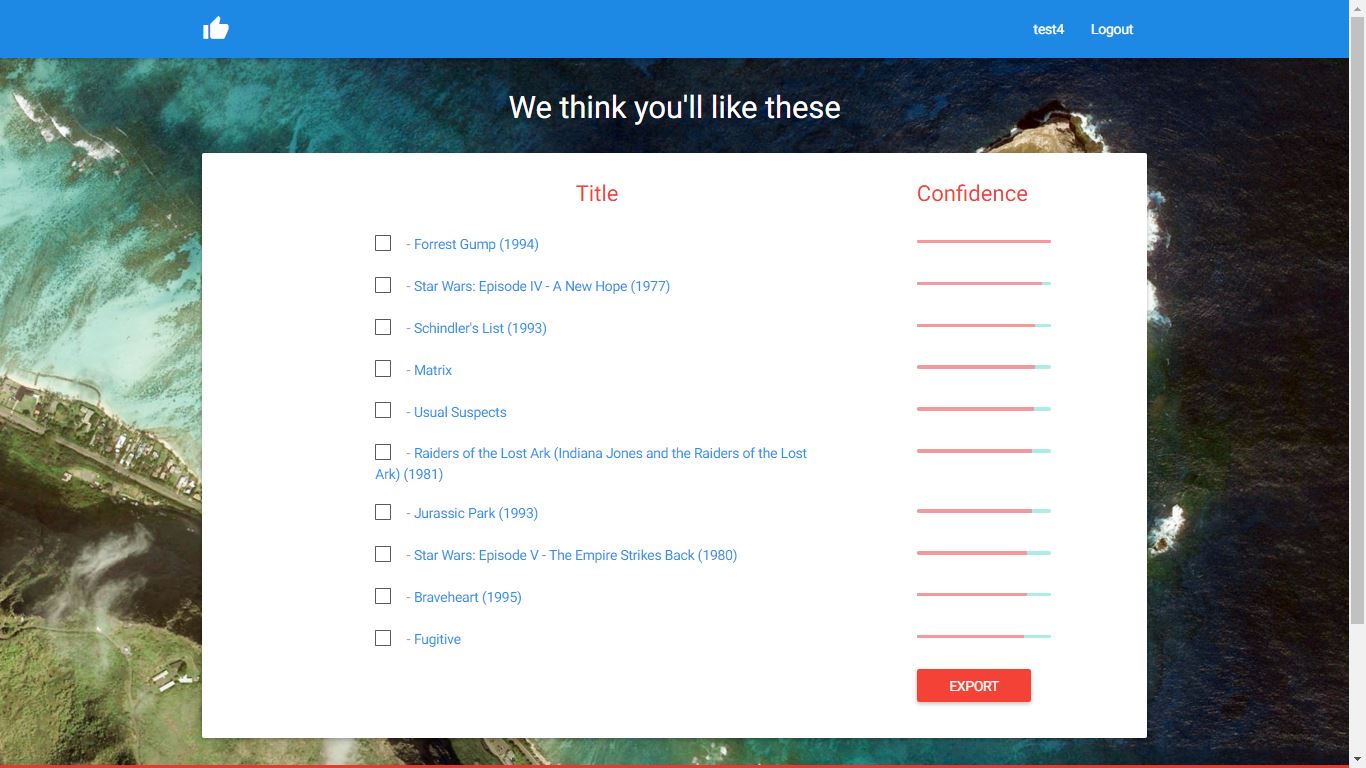 test4 Logout
We think you'll like these
Title Confidence
- Forrest Gump (1994)
- Star Wars: Episode IV - A New Hope (1977)
- Schindler's List (1993)
- Matrix
- Usual Suspects
- Raiders of the Lost Ark (Indiana Jones and the Raiders of the Lost
Ark) (1981)
- Jurassic Park (1993)
- Star Wars: Episode V - The Empire Strikes Back (1980)
- Braveheart (1995)
- Fugitive
EXPORT